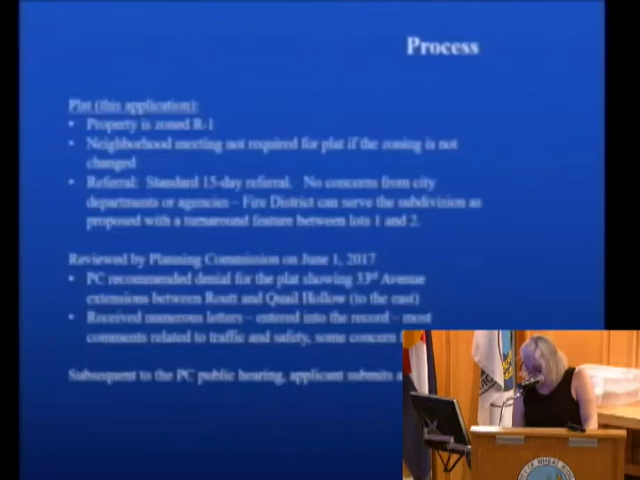 Process
Plat (this application):
• Property is zoned R-1
• Neighborhood meeting not required for plat if the zoning is not
changed
• Referral: Standard 15-day referral. No concerns from city
departments or agencies – Fire District can serve the subdivision as
proposed with a turnaround feature between lots 1 and 2.
Reviewed by Planning Commission on June 1, 2017
• PC recommended denial for the plat showing 33rd Avenue
extensions between Routt and Quail Hollow (to the east)
• Received numerous letters – entered into the record – most
comments related to traffic and safety, some concern
Subsequent to the PC public hearing, applicant submits
OF WHEAT